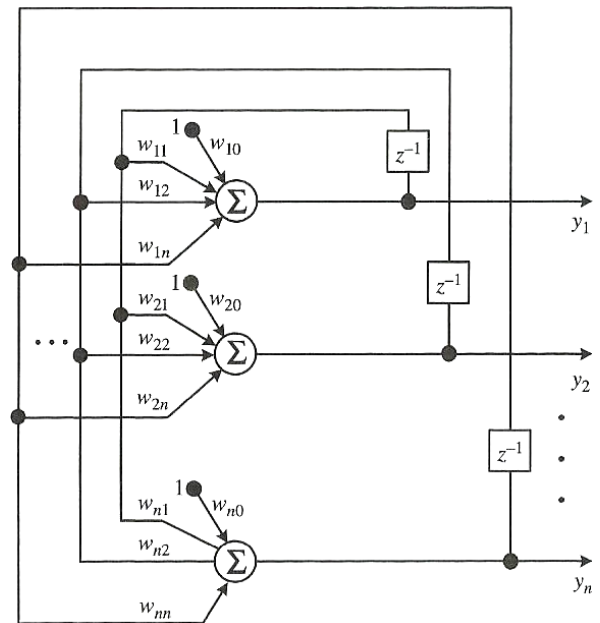 1 w₁₀
w₁₁
z⁻¹
w₁₂
Σ
y₁
w₁ₙ
1 w₂₀
z⁻¹
w₂₁
...
w₂₂
Σ
y₂
w₂ₙ
z⁻¹
1 wₙ₀
wₙ₁
wₙ₂
Σ
yₙ
wₙₙ